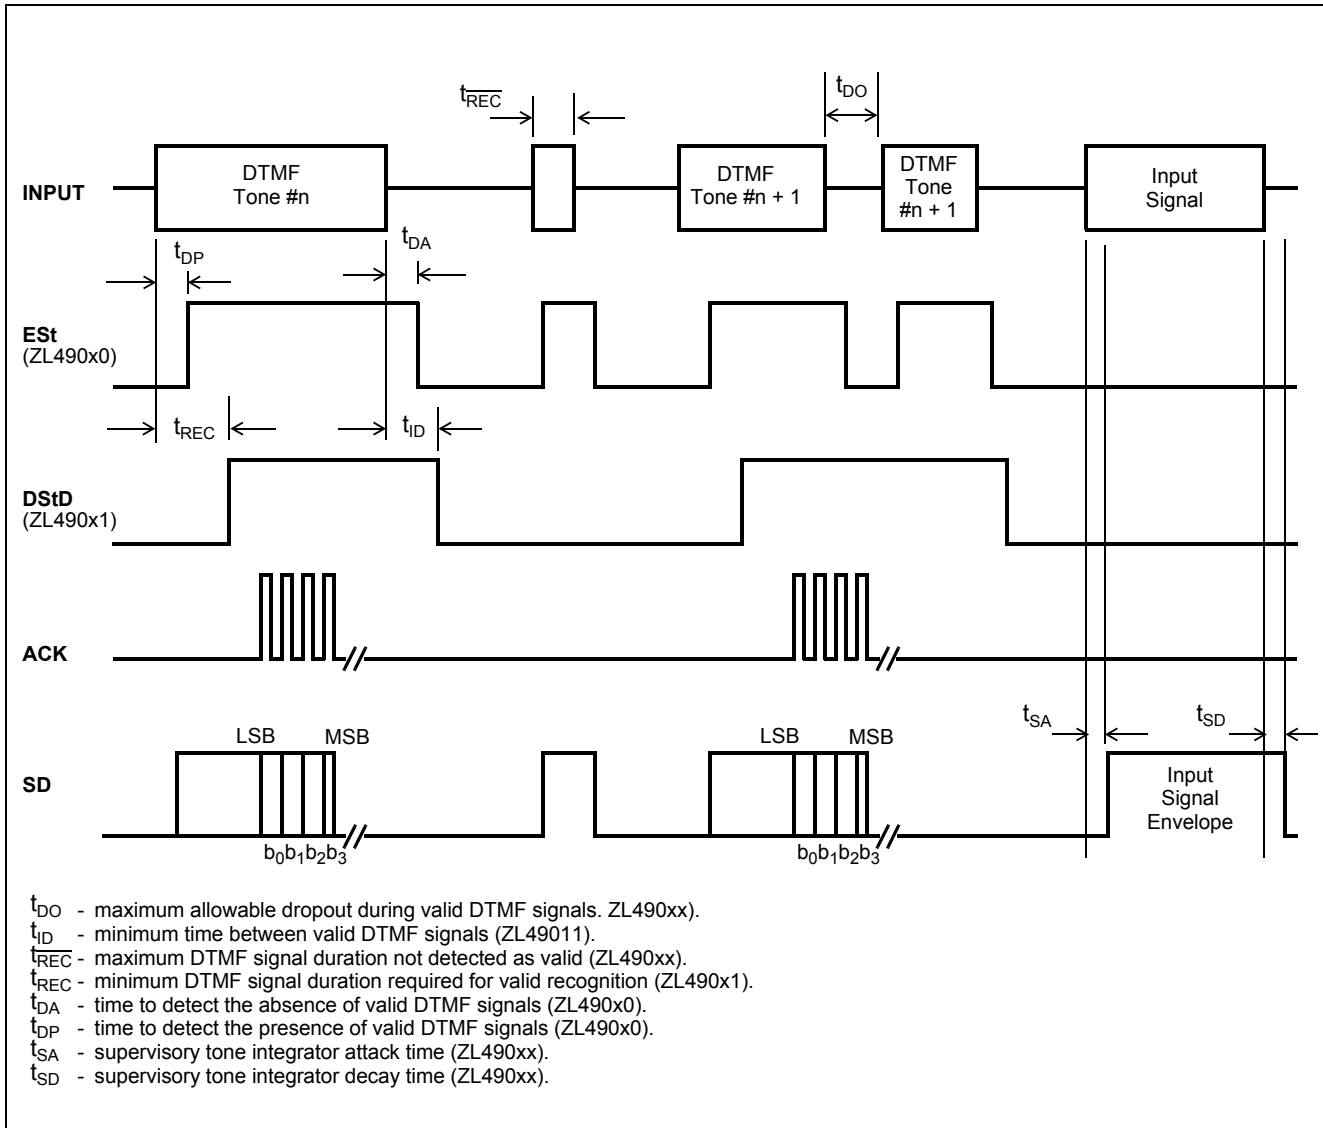 tREC
tDO
INPUT
DTMF
Tone #n
DTMF
Tone #n + 1
DTMF
Tone
#n + 1
Input
Signal
tDP
tDA
ESt
(ZL490x0)
tREC
tID
DStD
(ZL490x1)
ACK
tSA
tSD
LSB
MSB
LSB
MSB
SD
Input
Signal
Envelope
b0b1b2b3
b0b1b2b3
tDO - maximum allowable dropout during valid DTMF signals. ZL490xx).
tID - minimum time between valid DTMF signals (ZL49011).
tREC - maximum DTMF signal duration not detected as valid (ZL490xx).
tREC - minimum DTMF signal duration required for valid recognition (ZL490x1).
tDA - time to detect the absence of valid DTMF signals (ZL490x0).
tDP - time to detect the presence of valid DTMF signals (ZL490x0).
tSA - supervisory tone integrator attack time (ZL490xx).
tSD - supervisory tone integrator decay time (ZL490xx).